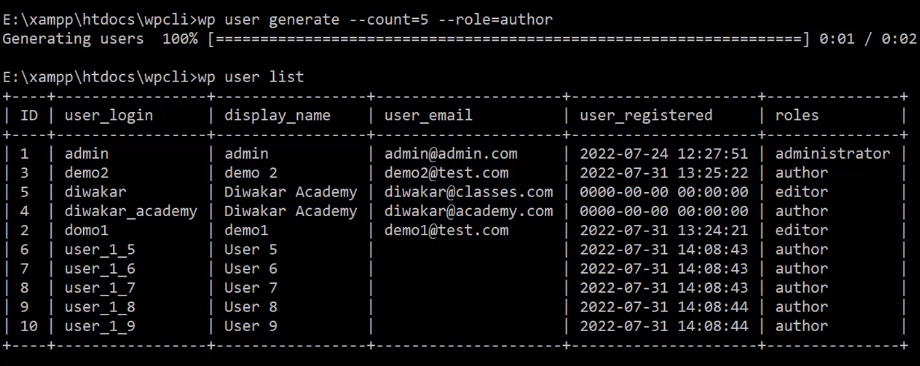 E:\xampp\htdocs\wpcli>wp user generate --count=5 --role=author
Generating users  100% [==================================================================] 0:01 / 0:02
E:\xampp\htdocs\wpcli>wp user list
+----+-----------------+-----------------+---------------------+---------------------+---------------+
| ID | user_login      | display_name    | user_email          | user_registered     | roles         |
+----+-----------------+-----------------+---------------------+---------------------+---------------+
| 1  | admin           | admin           | admin@admin.com     | 2022-07-24 12:27:51 | administrator |
| 3  | demo2           | demo 2          | demo2@test.com      | 2022-07-31 13:25:22 | author        |
| 5  | diwakar         | Diwakar Academy | diwakar@classes.com | 0000-00-00 00:00:00 | editor        |
| 4  | diwakar_academy | Diwakar Academy | diwakar@academy.com | 0000-00-00 00:00:00 | author        |
| 2  | domo1           | demo1           | demo1@test.com      | 2022-07-31 13:24:21 | editor        |
| 6  | user_1_5        | User 5          |                     | 2022-07-31 14:08:43 | author        |
| 7  | user_1_6        | User 6          |                     | 2022-07-31 14:08:43 | author        |
| 8  | user_1_7        | User 7          |                     | 2022-07-31 14:08:43 | author        |
| 9  | user_1_8        | User 8          |                     | 2022-07-31 14:08:44 | author        |
| 10 | user_1_9        | User 9          |                     | 2022-07-31 14:08:44 | author        |
+----+-----------------+-----------------+---------------------+---------------------+---------------+